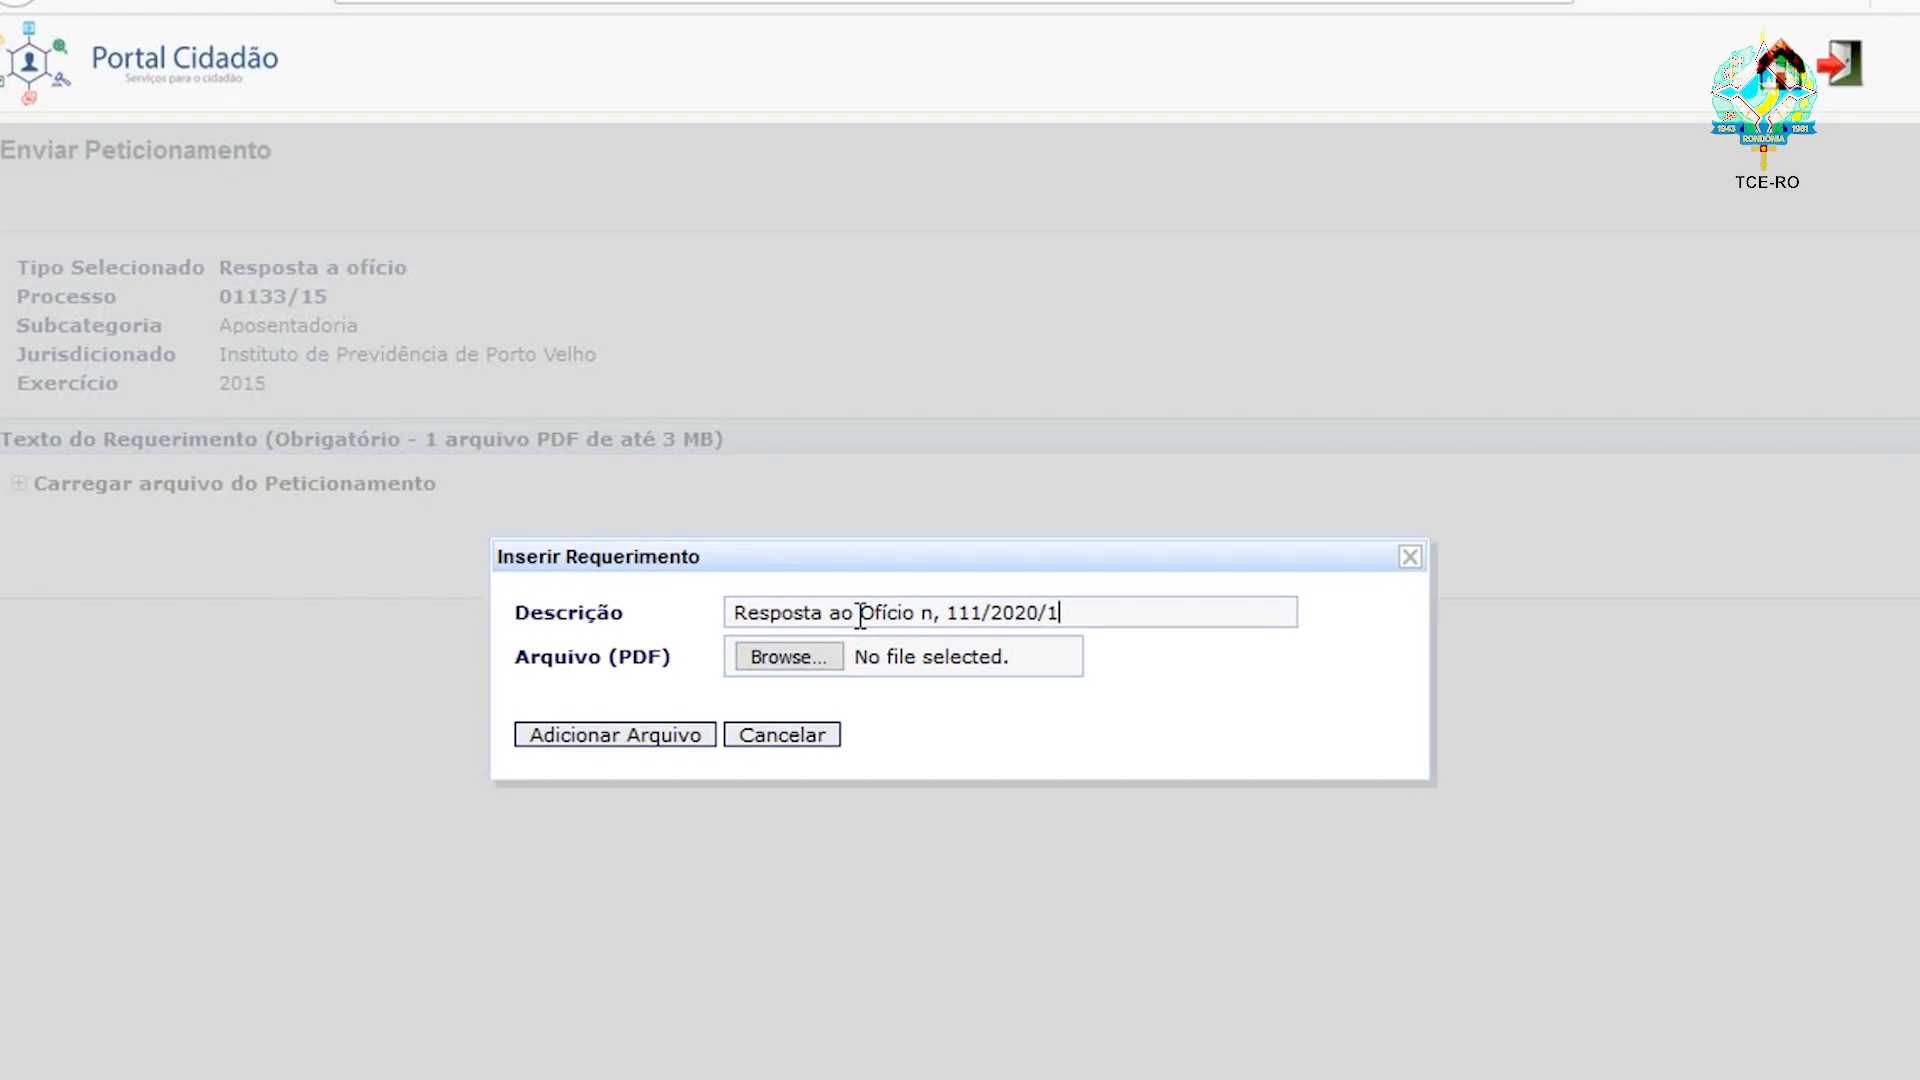 Portal Cidadão
Serviços para o cidadão
1943
1981
RONDÔNIA
TCE-RO
Enviar Peticionamento
Tipo Selecionado Resposta a ofício
Processo 01133/15
Subcategoria Aposentadoria
Jurisdicionado Instituto de Previdência de Porto Velho
Exercício 2015
Texto do Requerimento (Obrigatório - 1 arquivo PDF de até 3 MB)
Carregar arquivo do Peticionamento
Inserir Requerimento
Descrição Resposta ao Ofício n, 111/2020/1
Arquivo (PDF) Browse... No file selected.
Adicionar Arquivo Cancelar